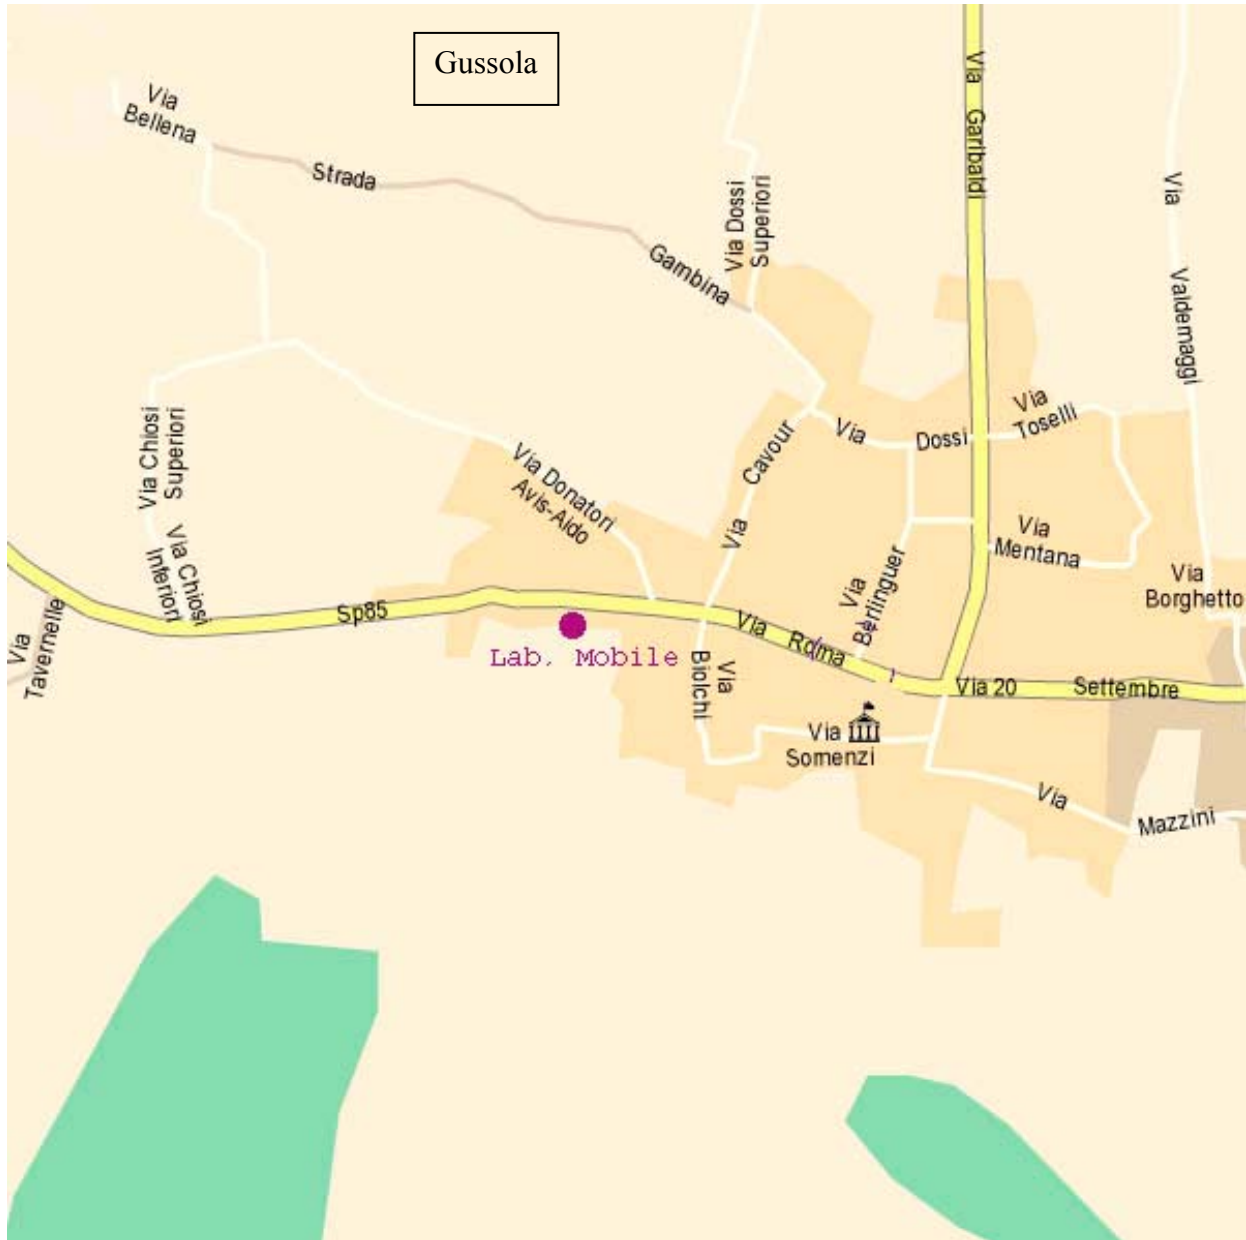 Gussola
Via
Bellena
Strada
Gambina
Via Dossi
Superiori
Via Garibaldi
Via Valdemaggi
Via Chiosi
Superiori
Via Chiosi
Inferiori
Via Donatori
Avis-Aido
Via Cavour
Via Dossi
Via
Toselli
Via
Mentana
Via
Berlinguer
Via
Borghetto
Via
Tavernelle
Sp85
Lab. Mobile
Via Roma
Via
Biolchi
Via 20 Settembre
Via
Somenzi
Via Mazzini